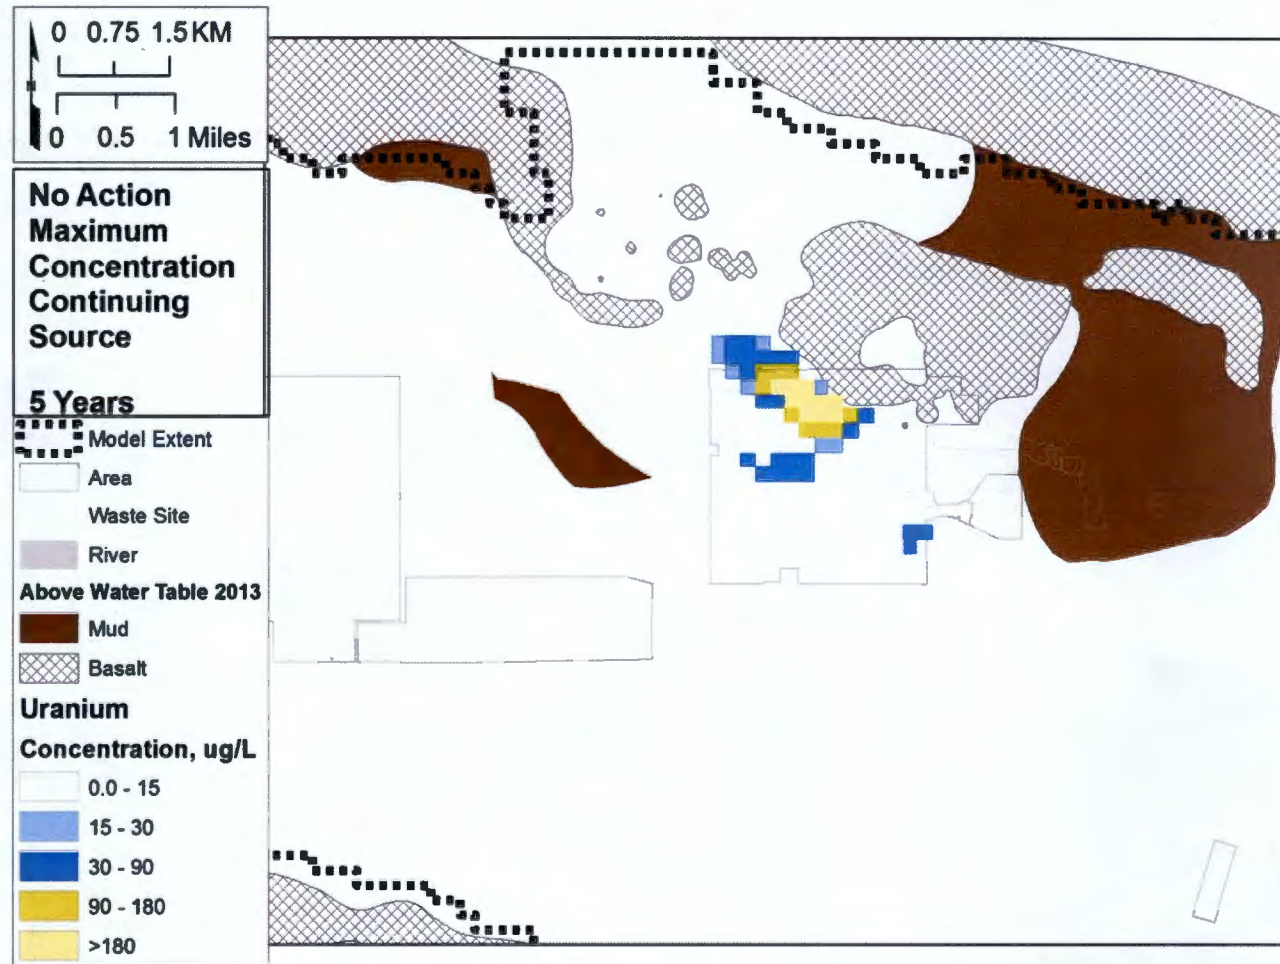 0 0.75 1.5 KM
0 0.5 1 Miles
No Action
Maximum
Concentration
Continuing
Source
5 Years
Model Extent
Area
Waste Site
River
Above Water Table 2013
Mud
Basalt
Uranium
Concentration, ug/L
0.0 - 15
15 - 30
30 - 90
90 - 180
>180